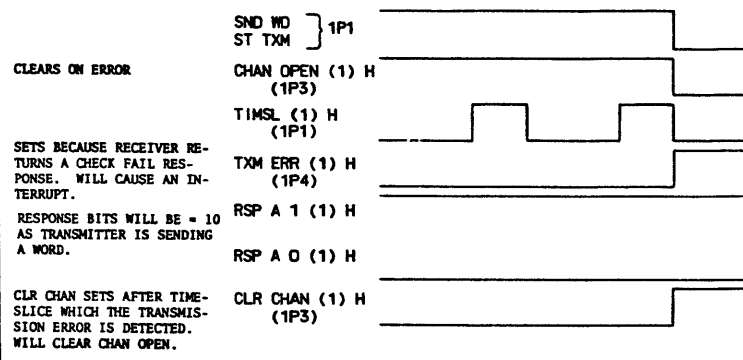 SND WD
ST TXM
1P1
CLEARS ON ERROR
CHAN OPEN (1) H
(1P3)
TIMSL (1) H
(1P1)
SETS BECAUSE RECEIVER RE-
TURNS A CHECK FAIL RES-
PONSE. WILL CAUSE AN IN-
TERRUPT.
TXM ERR (1) H
(1P4)
RESPONSE BITS WILL BE = 10
AS TRANSMITTER IS SENDING
A WORD.
RSP A 1 (1) H
RSP A 0 (1) H
CLR CHAN SETS AFTER TIME-
SLICE WHICH THE TRANSMIS-
SION ERROR IS DETECTED.
WILL CLEAR CHAN OPEN.
CLR CHAN (1) H
(1P3)